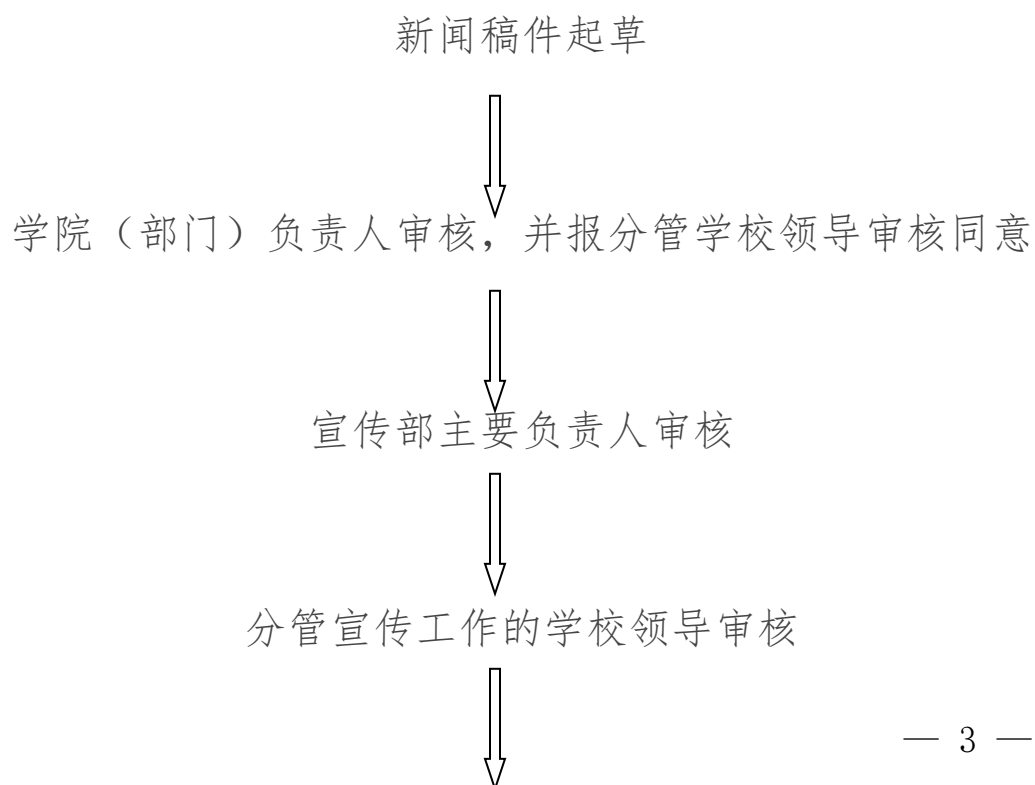 新闻稿件起草
学院（部门）负责人审核，并报分管学校领导审核同意
宣传部主要负责人审核
分管宣传工作的学校领导审核
— 3 —